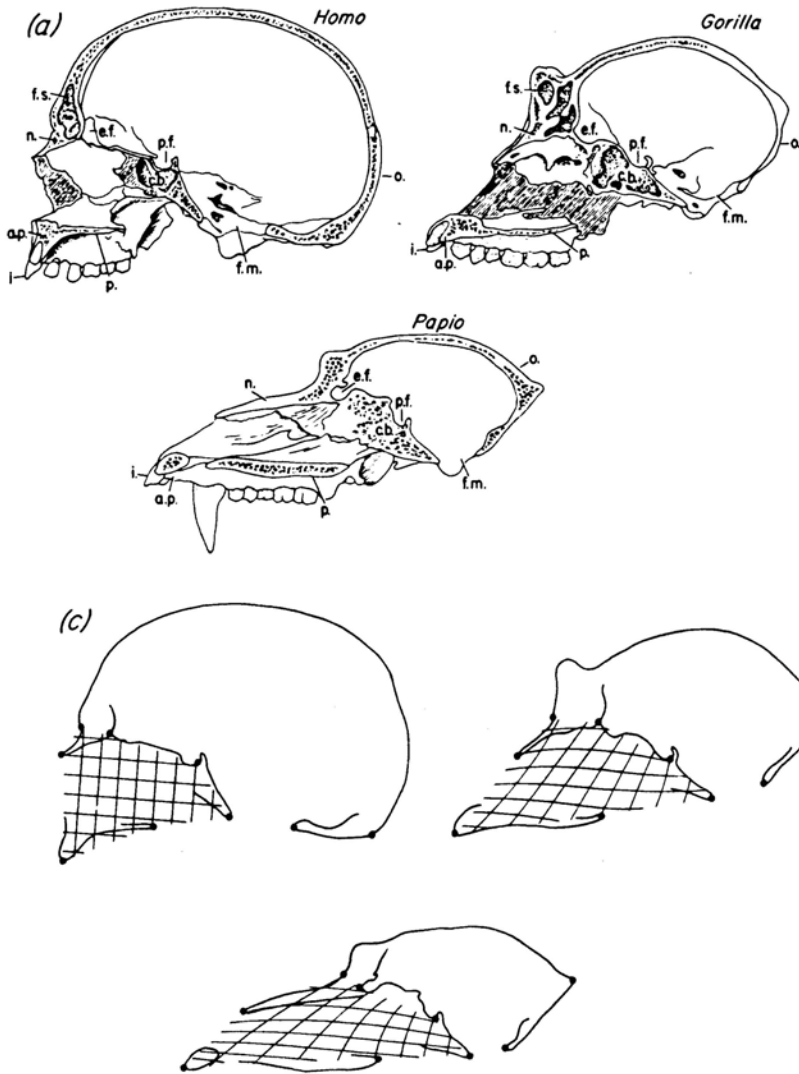 (a)
Homo
f.s.
n.
e.f.
p.f.
c.b.
o.
a.p.
i.
p.
f.m.
Gorilla
f.s.
n.
e.f.
p.f.
c.b.
o.
f.m.
i.
a.p.
p.
Papio
n.
e.f.
p.f.
c.b.
o.
i.
a.p.
p.
f.m.
(c)